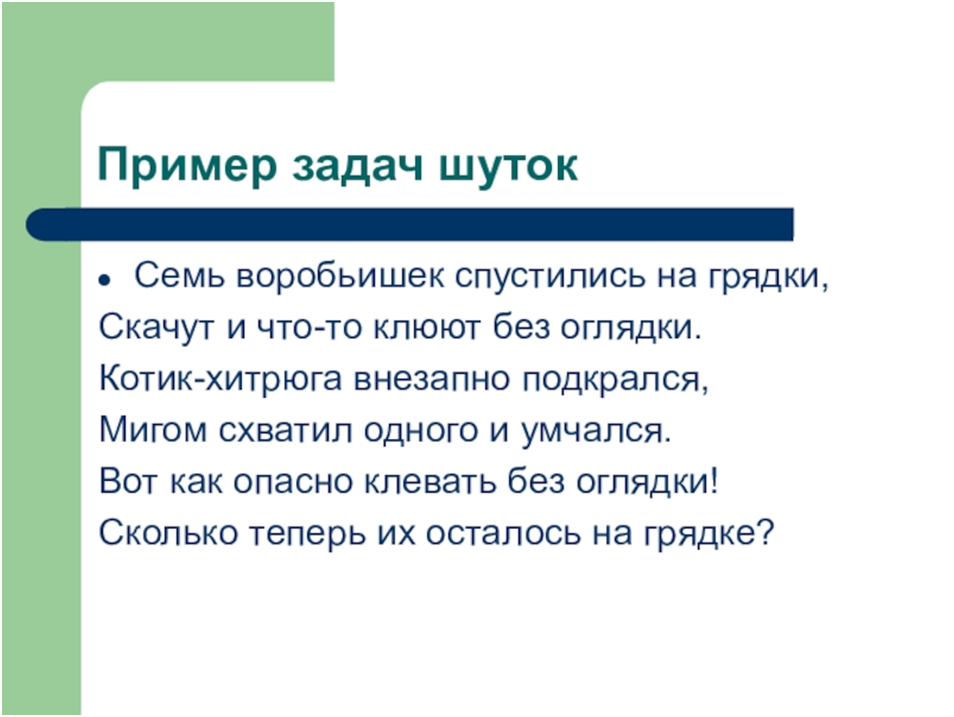 Пример задач шуток
• Семь воробьишек спустились на грядки,
Скачут и что-то клюют без оглядки.
Котик-хитрюга внезапно подкрался,
Мигом схватил одного и умчался.
Вот как опасно клевать без оглядки!
Сколько теперь их осталось на грядке?